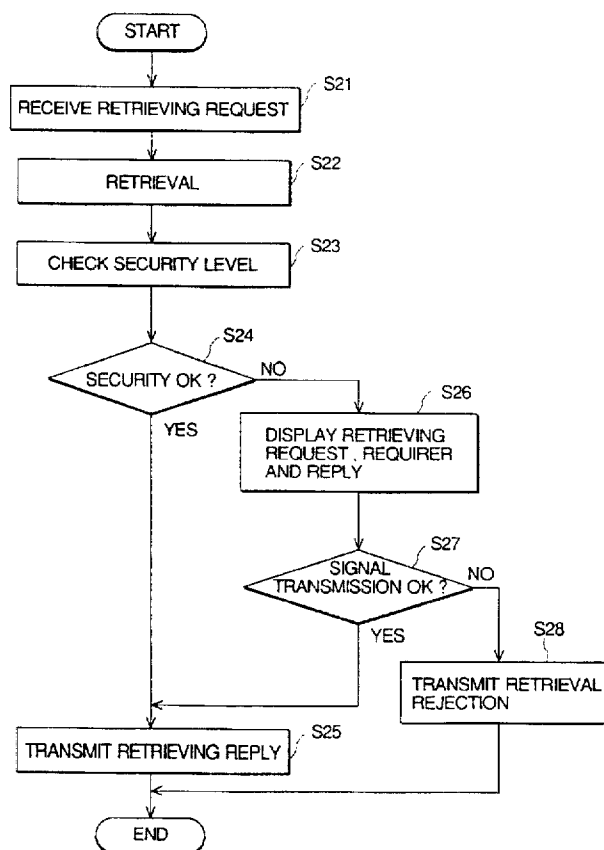 START
S21
RECEIVE RETRIEVING REQUEST
S22
RETRIEVAL
S23
CHECK SECURITY LEVEL
S24
SECURITY OK ?
NO
YES
S26
DISPLAY RETRIEVING
REQUEST, REQUIRER
AND REPLY
S27
SIGNAL
TRANSMISSION OK ?
NO
YES
S28
TRANSMIT RETRIEVAL
REJECTION
S25
TRANSMIT RETRIEVING REPLY
END